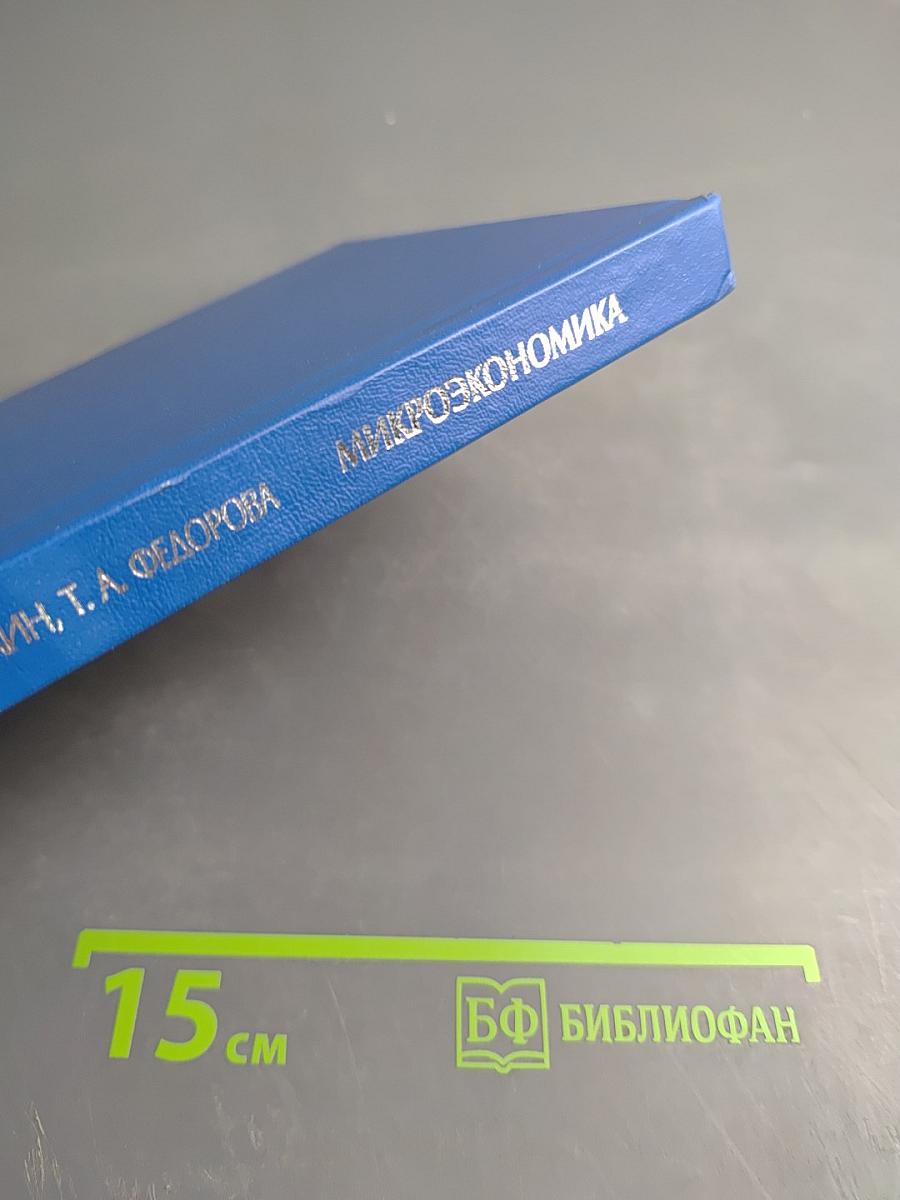 ИН, Т. А. ФЕДОРОВА МИКРОЭКОНОМИКА
15 см
БФ БИБЛИОФАН